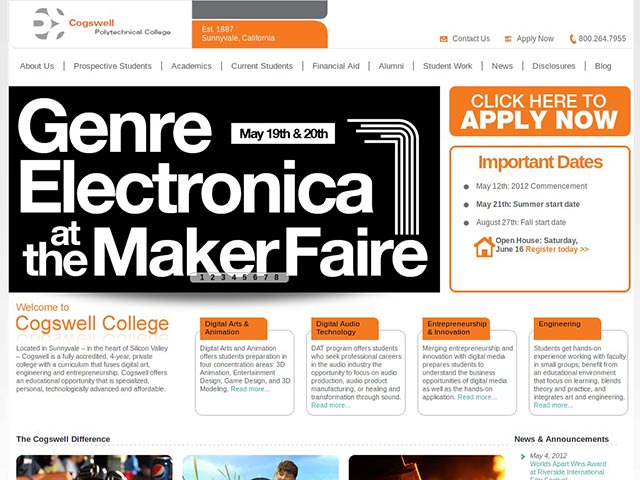 Cogswell
Polytechnical College
Est. 1887
Sunnyvale, California
Contact Us
Apply Now
800.264.7955
About Us
Prospective Students
Academics
Current Students
Financial Aid
Alumni
Student Work
News
Disclosures
Blog
Genre
May 19th & 20th
Electronica
at
the Maker Faire
1 2 3 4 5 6 7 8
CLICK HERE TO
APPLY NOW
Important Dates
May 12th: 2012 Commencement
May 21th: Summer start date
August 27th: Fall start date
Open House: Saturday,
June 16 Register today >>
Welcome to
Cogswell College
Located in Sunnyvale – in the heart of Silicon Valley
– Cogswell is a fully accredited, 4-year, private
college with a curriculum that fuses digital art,
engineering and entrepreneurship. Cogswell offers
an educational opportunity that is specialized,
personal, technologically advanced and affordable.
Digital Arts &
Animation
Digital Arts and Animation
offers students preparation in
four concentration areas: 3D
Animation, Entertainment
Design, Game Design, and 3D
Modeling. Read more...
Digital Audio
Technology
DAT program offers students
who seek professional careers
in the audio industry the
opportunity to focus on audio
production, audio product
manufacturing, or healing and
transformation through sound.
Read more...
Entrepreneurship
& Innovation
Merging entrepreneurship and
innovation with digital media
prepares students to
understand the business
opportunities of digital media
as well as the hands-on
application. Read more...
Engineering
Students get hands-on
experience working with faculty
in small groups; benefit from
an educational environment
that focus on learning, blends
theory and practice, and
integrates art and engineering.
Read more...
The Cogswell Difference
News & Announcements
May 4, 2012
Worlds Apart Wins Award
at Riverside International